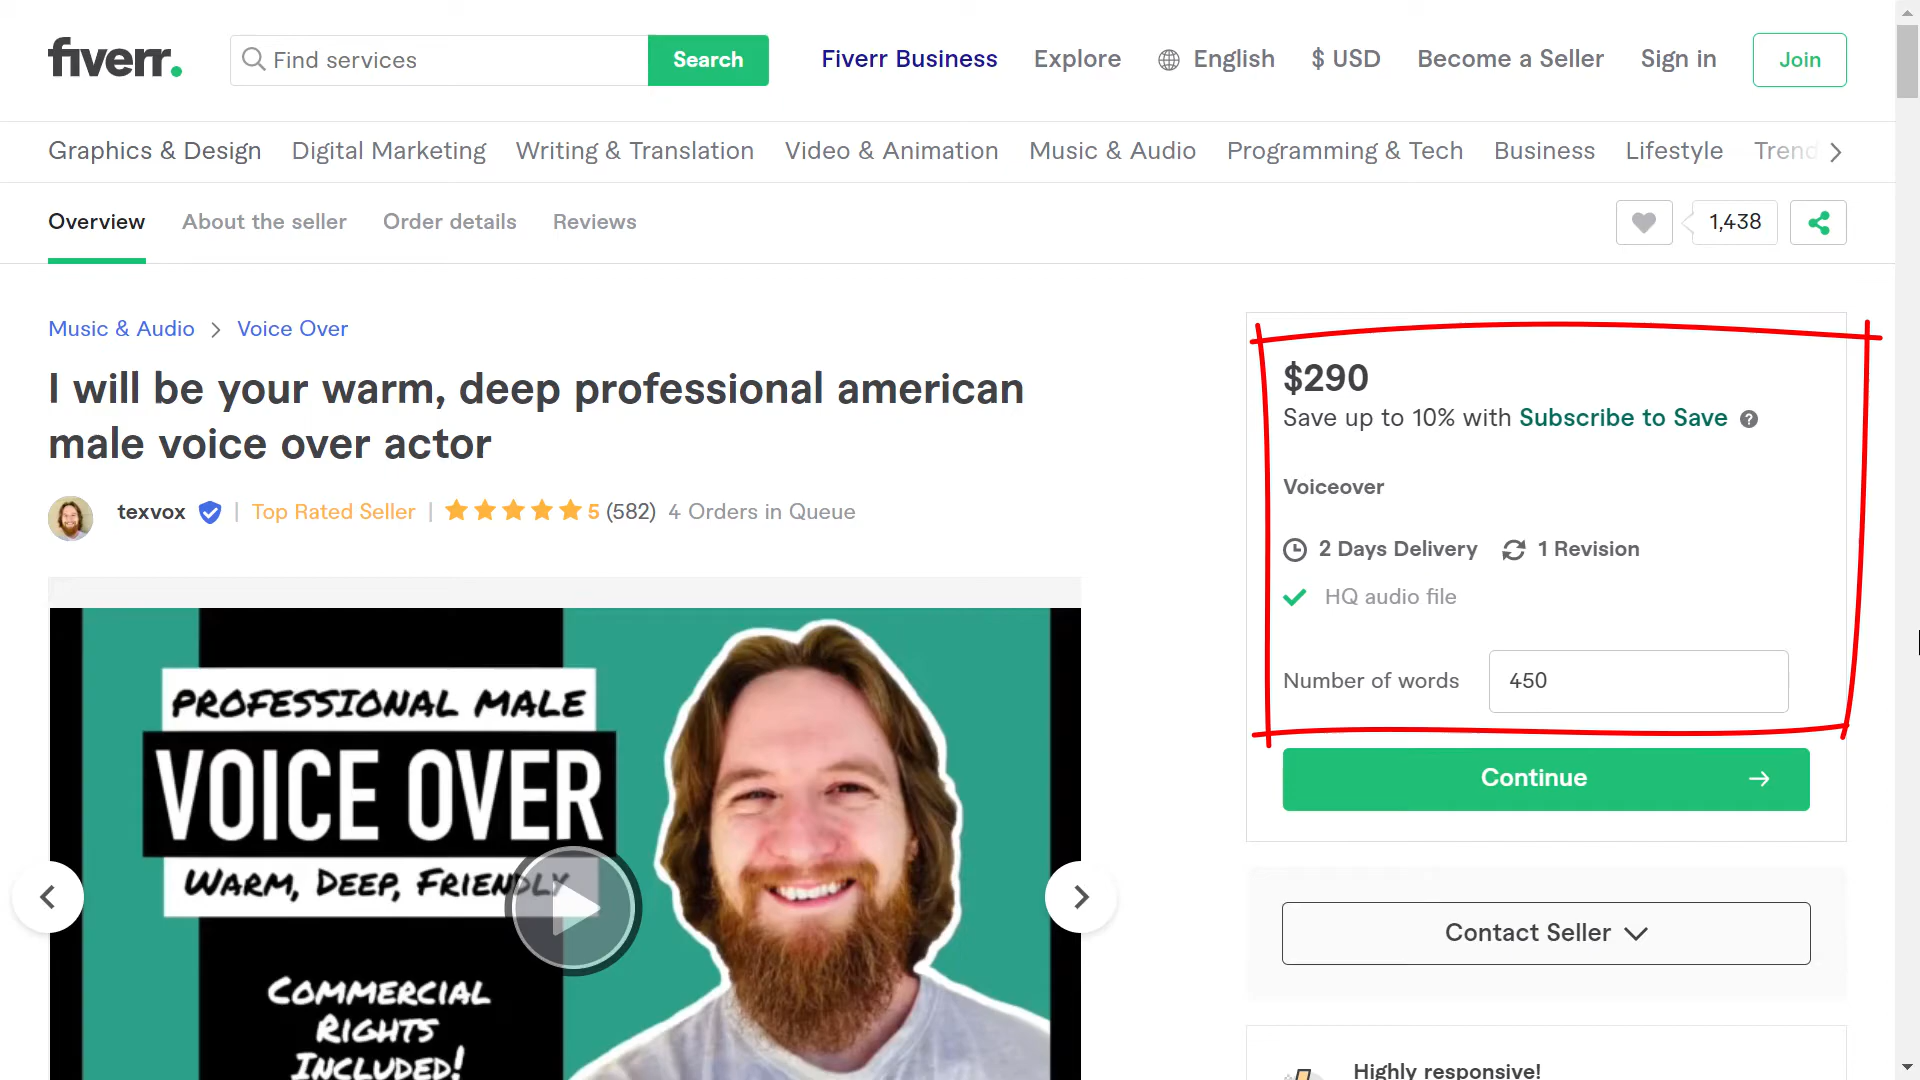 fiverr.
Find services
Search
Fiverr Business
Explore
English
$ USD
Become a Seller
Sign in
Join
Graphics & Design
Digital Marketing
Writing & Translation
Video & Animation
Music & Audio
Programming & Tech
Business
Lifestyle
Trend
Overview
About the seller
Order details
Reviews
1,438
Music & Audio > Voice Over
I will be your warm, deep professional american
male voice over actor
texvox | Top Rated Seller | 5 (582) 4 Orders in Queue
PROFESSIONAL MALE
VOICE OVER
WARM, DEEP, FRIENDLY
COMMERCIAL
RIGHTS
INCLUDED!
$290
Save up to 10% with Subscribe to Save ?
Voiceover
2 Days Delivery
1 Revision
HQ audio file
Number of words
450
Continue
Contact Seller
Highly responsive!